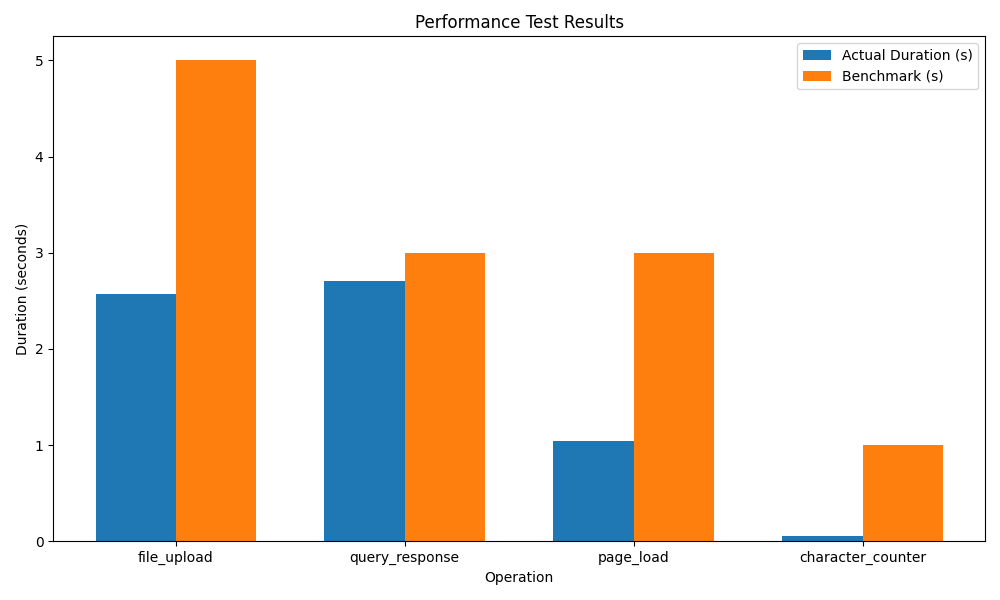 Performance Test Results
Actual Duration (s)
Benchmark (s)
Duration (seconds)
5
4
3
2
1
0
file_upload
query_response
page_load
character_counter
Operation